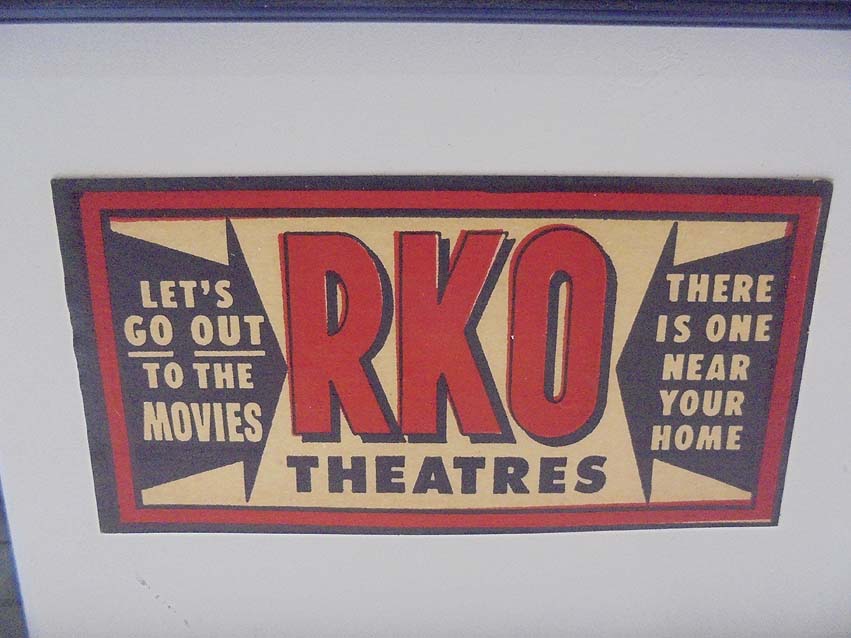 LET'S
GO OUT
TO THE
MOVIES
RKO
THEATRES
THERE
IS ONE
NEAR
YOUR
HOME